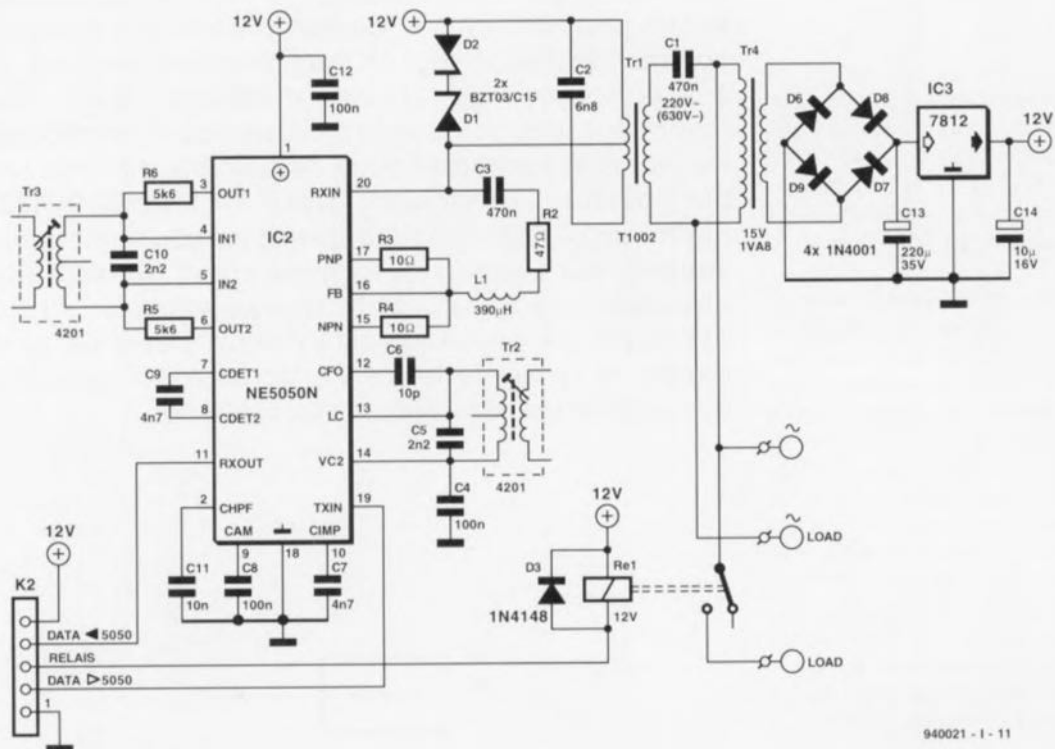 12V
12V
D2
2x
BZT03/C15
D1
C12
100n
C2
6n8
Tr1
C1
470n
220V~
(630V~)
Tr4
D6
D8
D9
D7
IC3
7812
12V
T1002
15V
1VA8
4x 1N4001
C13
220µ
35V
C14
10µ
16V
1
Tr3
R6
5k6
3
OUT1
RXIN
20
C3
470n
R2
47Ω
IC2
4
IN1
C10
2n2
5
IN2
R5
5k6
6
OUT2
4201
PNP
17
R3
10Ω
FB
16
L1
390µH
NPN
15
R4
10Ω
C9
4n7
7
CDET1
8
CDET2
NE5050N
CFO
12
C6
10p
Tr2
LC
13
C5
2n2
VC2
14
4201
C4
100n
11
RXOUT
2
CHPF
TXIN
19
CAM
CIMP
9
18
10
C11
10n
C8
100n
C7
4n7
12V
K2
DATA ◀ 5050
RELAIS
DATA ▷ 5050
1
12V
D3
1N4148
Re1
12V
~
~
LOAD
LOAD
940021 - I - 11